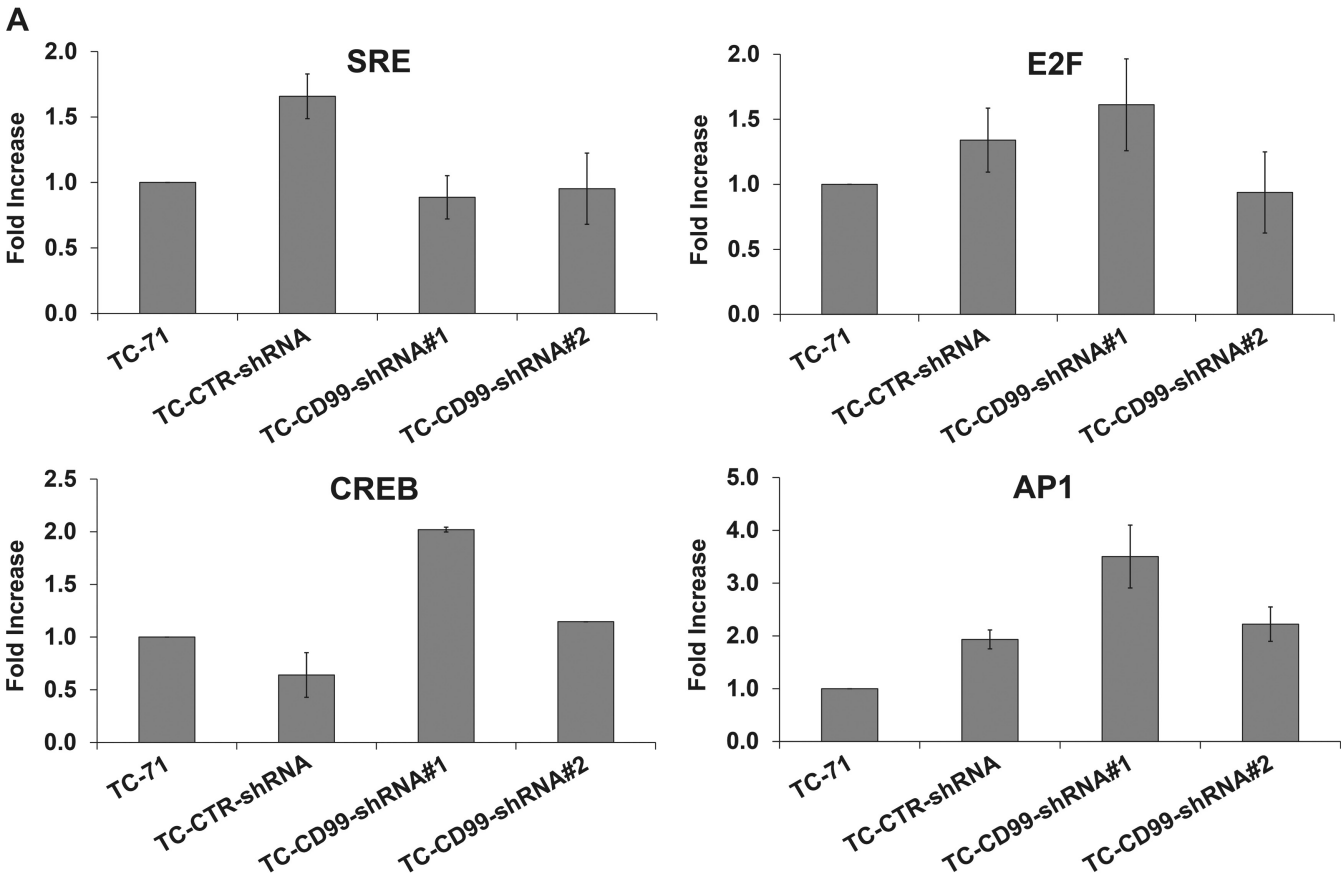 A
SRE
Fold Increase
2.0
1.5
1.0
0.5
0.0
TC-71
TC-CTR-shRNA
TC-CD99-shRNA#1
TC-CD99-shRNA#2
E2F
Fold Increase
2.0
1.5
1.0
0.5
0.0
TC-71
TC-CTR-shRNA
TC-CD99-shRNA#1
TC-CD99-shRNA#2
CREB
Fold Increase
2.5
2.0
1.5
1.0
0.5
0.0
TC-71
TC-CTR-shRNA
TC-CD99-shRNA#1
TC-CD99-shRNA#2
AP1
Fold Increase
5.0
4.0
3.0
2.0
1.0
0.0
TC-71
TC-CTR-shRNA
TC-CD99-shRNA#1
TC-CD99-shRNA#2